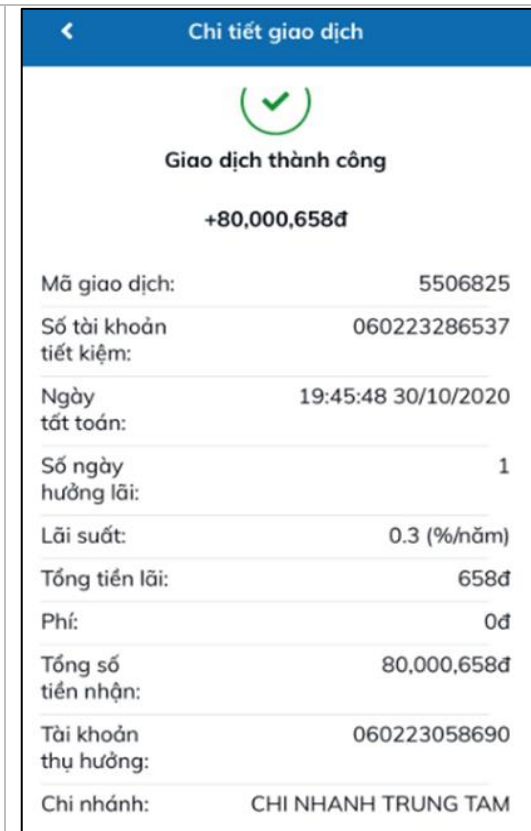 Chi tiết giao dịch
Giao dịch thành công
+80,000,658đ
Mã giao dịch: 5506825
Số tài khoản 060223286537
tiết kiệm:
Ngày 19:45:48 30/10/2020
tất toán:
Số ngày 1
hưởng lãi:
Lãi suất: 0.3 (%/năm)
Tổng tiền lãi: 658đ
Phí: 0đ
Tổng số 80,000,658đ
tiền nhận:
Tài khoản 060223058690
thụ hưởng:
Chi nhánh: CHI NHANH TRUNG TAM